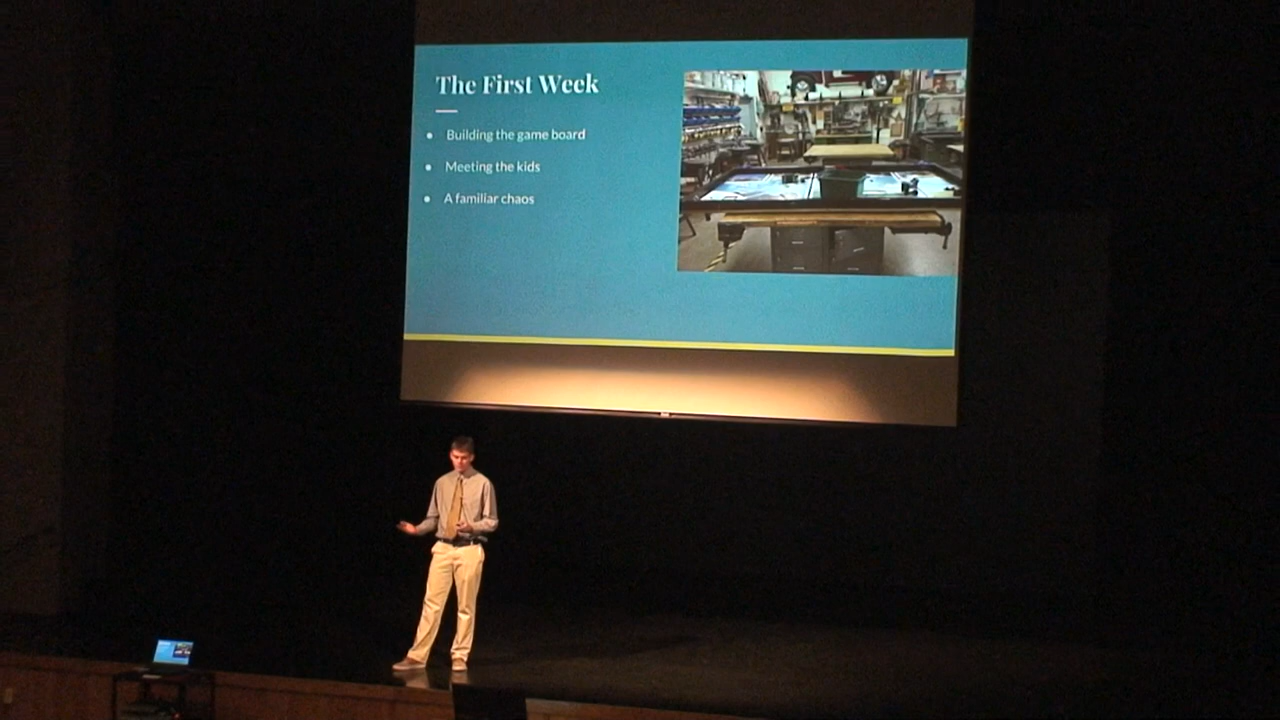 The First Week
Building the game board
Meeting the kids
A familiar chaos